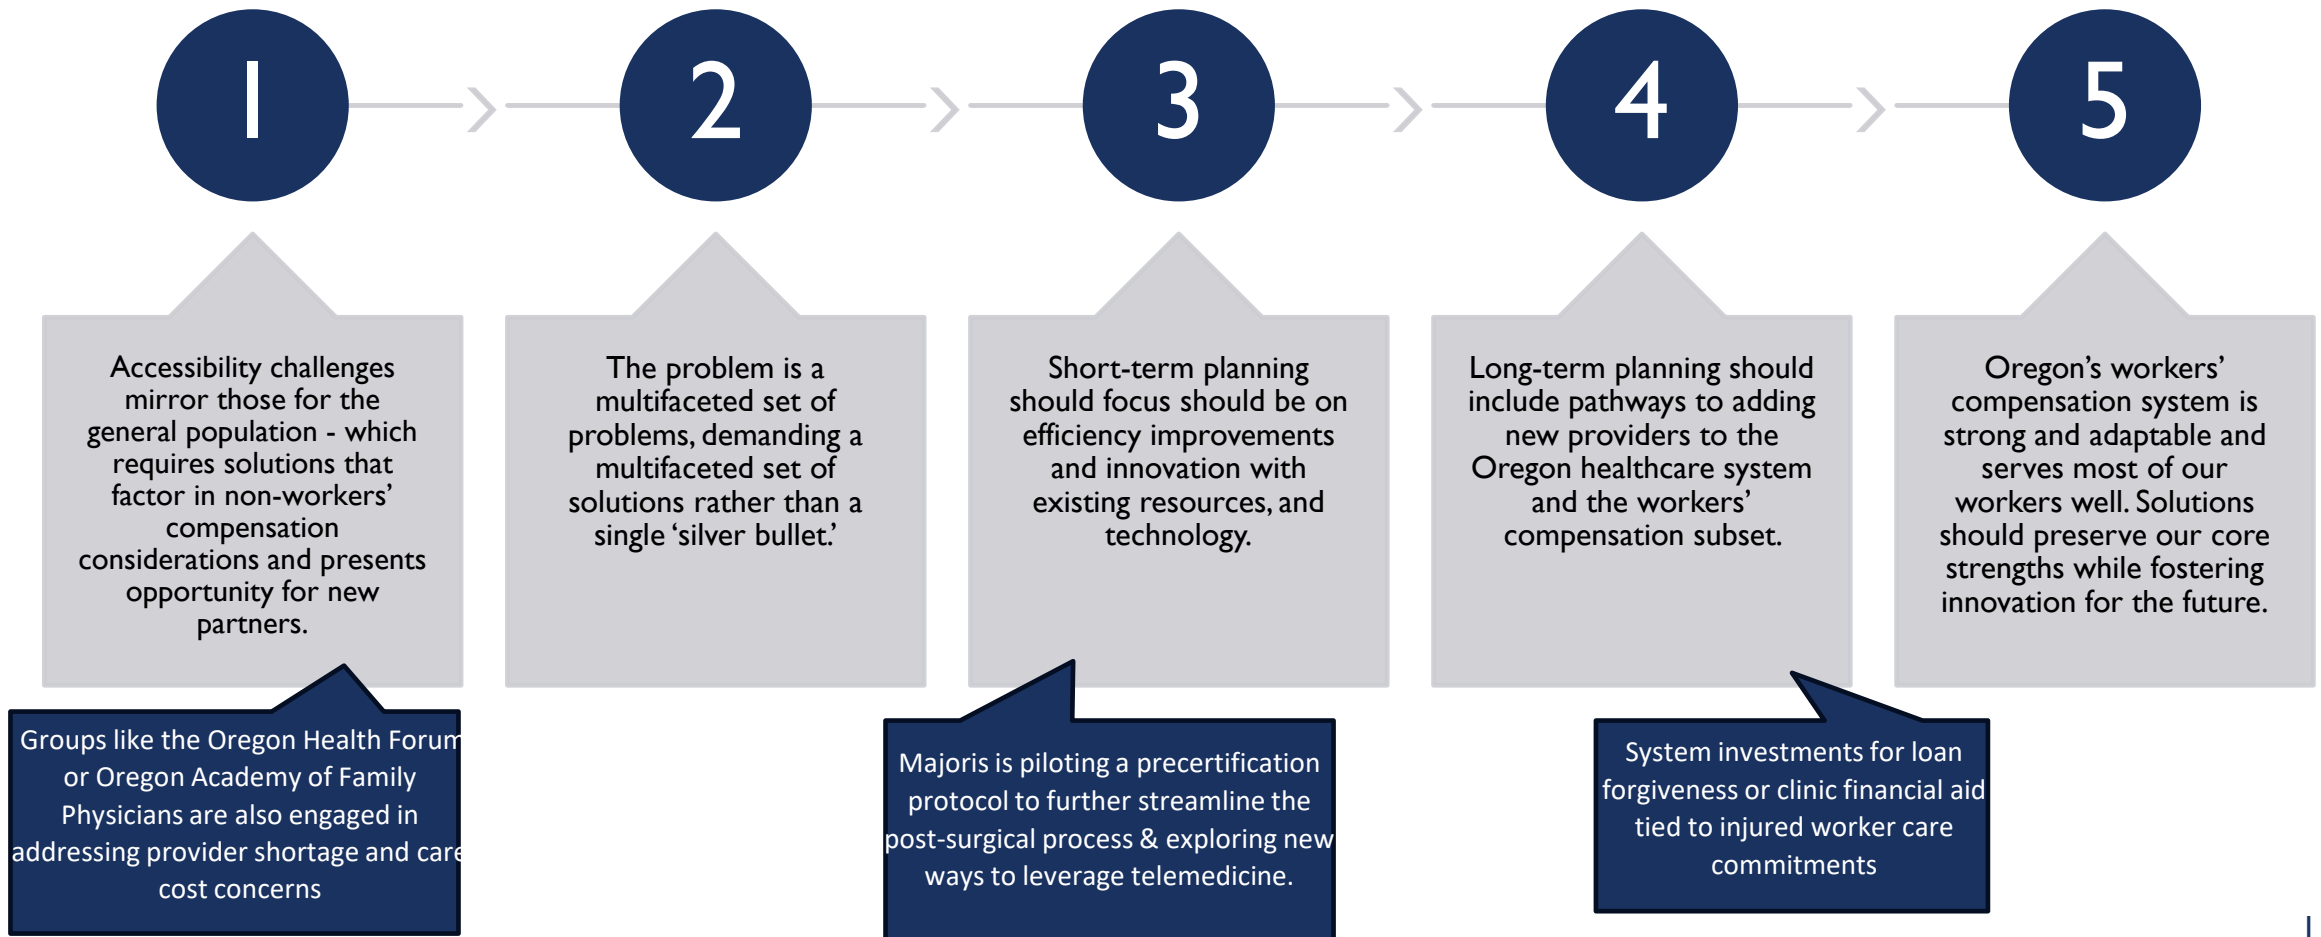 1
2
3
4
5
Accessibility challenges
mirror those for the
general population - which
requires solutions that
factor in non-workers’
compensation
considerations and presents
opportunity for new
partners.
The problem is a
multifaceted set of
problems, demanding a
multifaceted set of
solutions rather than a
single ‘silver bullet.’
Short-term planning
should focus should be on
efficiency improvements
and innovation with
existing resources, and
technology.
Long-term planning should
include pathways to adding
new providers to the
Oregon healthcare system
and the workers’
compensation subset.
Oregon’s workers’
compensation system is
strong and adaptable and
serves most of our
workers well. Solutions
should preserve our core
strengths while fostering
innovation for the future.
Groups like the Oregon Health Forum
or Oregon Academy of Family
Physicians are also engaged in
addressing provider shortage and care
cost concerns
Majoris is piloting a precertification
protocol to further streamline the
post-surgical process & exploring new
ways to leverage telemedicine.
System investments for loan
forgiveness or clinic financial aid
tied to injured worker care
commitments